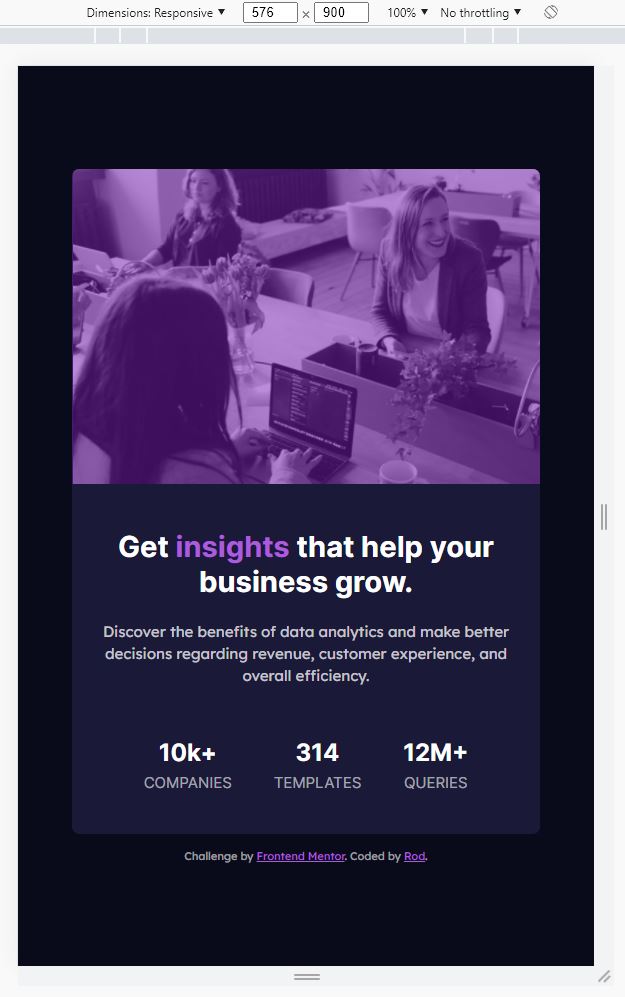 Dimensions: Responsive ▼ 576 × 900 100% ▼ No throttling ▼
Get insights that help your
business grow.
Discover the benefits of data analytics and make better
decisions regarding revenue, customer experience, and
overall efficiency.
10k+ 314 12M+
COMPANIES TEMPLATES QUERIES
Challenge by Frontend Mentor. Coded by Rod.